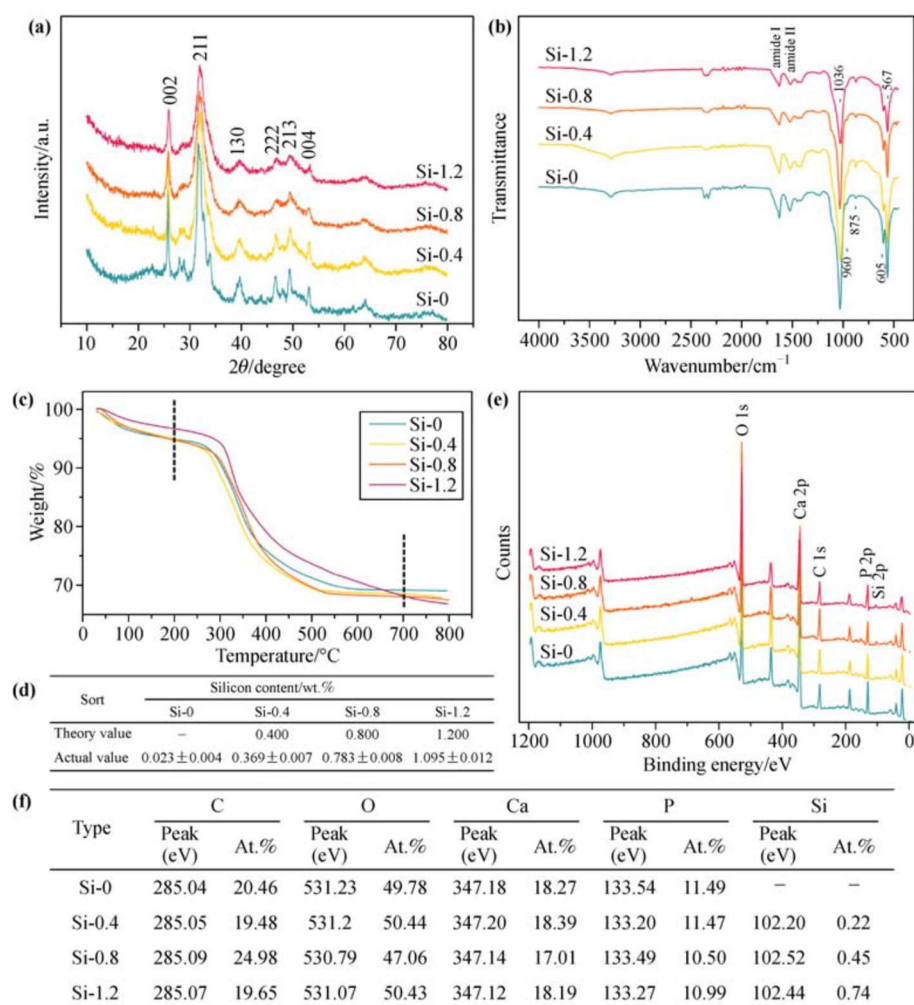 (a)
002
211
130
222
213
004
Si-1.2
Si-0.8
Si-0.4
Si-0
Intensity/a.u.
10 20 30 40 50 60 70 80
2θ/degree
(b)
amide I
amide II
1036
567
Si-1.2
Si-0.8
Si-0.4
Si-0
960
875
605
Transmittance
4000 3500 3000 2500 2000 1500 1000 500
Wavenumber/cm⁻¹
(c)
100
90
80
70
Weight/%
Si-0
Si-0.4
Si-0.8
Si-1.2
0 100 200 300 400 500 600 700 800
Temperature/°C
(d)
Sort Silicon content/wt.%
Si-0 Si-0.4 Si-0.8 Si-1.2
Theory value – 0.400 0.800 1.200
Actual value 0.023±0.004 0.369±0.007 0.783±0.008 1.095±0.012
(e)
O 1s
Ca 2p
C 1s
P 2p
Si 2p
Si-1.2
Si-0.8
Si-0.4
Si-0
Counts
1200 1000 800 600 400 200 0
Binding energy/eV
(f)
Type C O Ca P Si
Peak (eV) At.% Peak (eV) At.% Peak (eV) At.% Peak (eV) At.% Peak (eV) At.%
Si-0 285.04 20.46 531.23 49.78 347.18 18.27 133.54 11.49 – –
Si-0.4 285.05 19.48 531.2 50.44 347.20 18.39 133.20 11.47 102.20 0.22
Si-0.8 285.09 24.98 530.79 47.06 347.14 17.01 133.49 10.50 102.52 0.45
Si-1.2 285.07 19.65 531.07 50.43 347.12 18.19 133.27 10.99 102.44 0.74